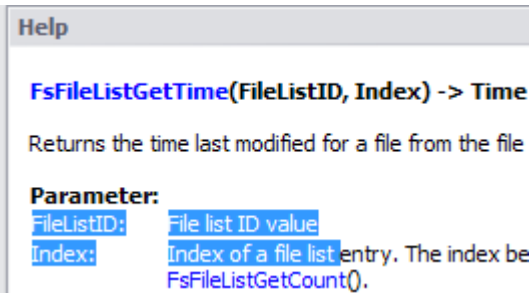 Help
FsFileListGetTime(FileListID, Index) -> Time
Returns the time last modified for a file from the file
Parameter:
FileListID: File list ID value
Index: Index of a file list entry. The index be
FsFileListGetCount().